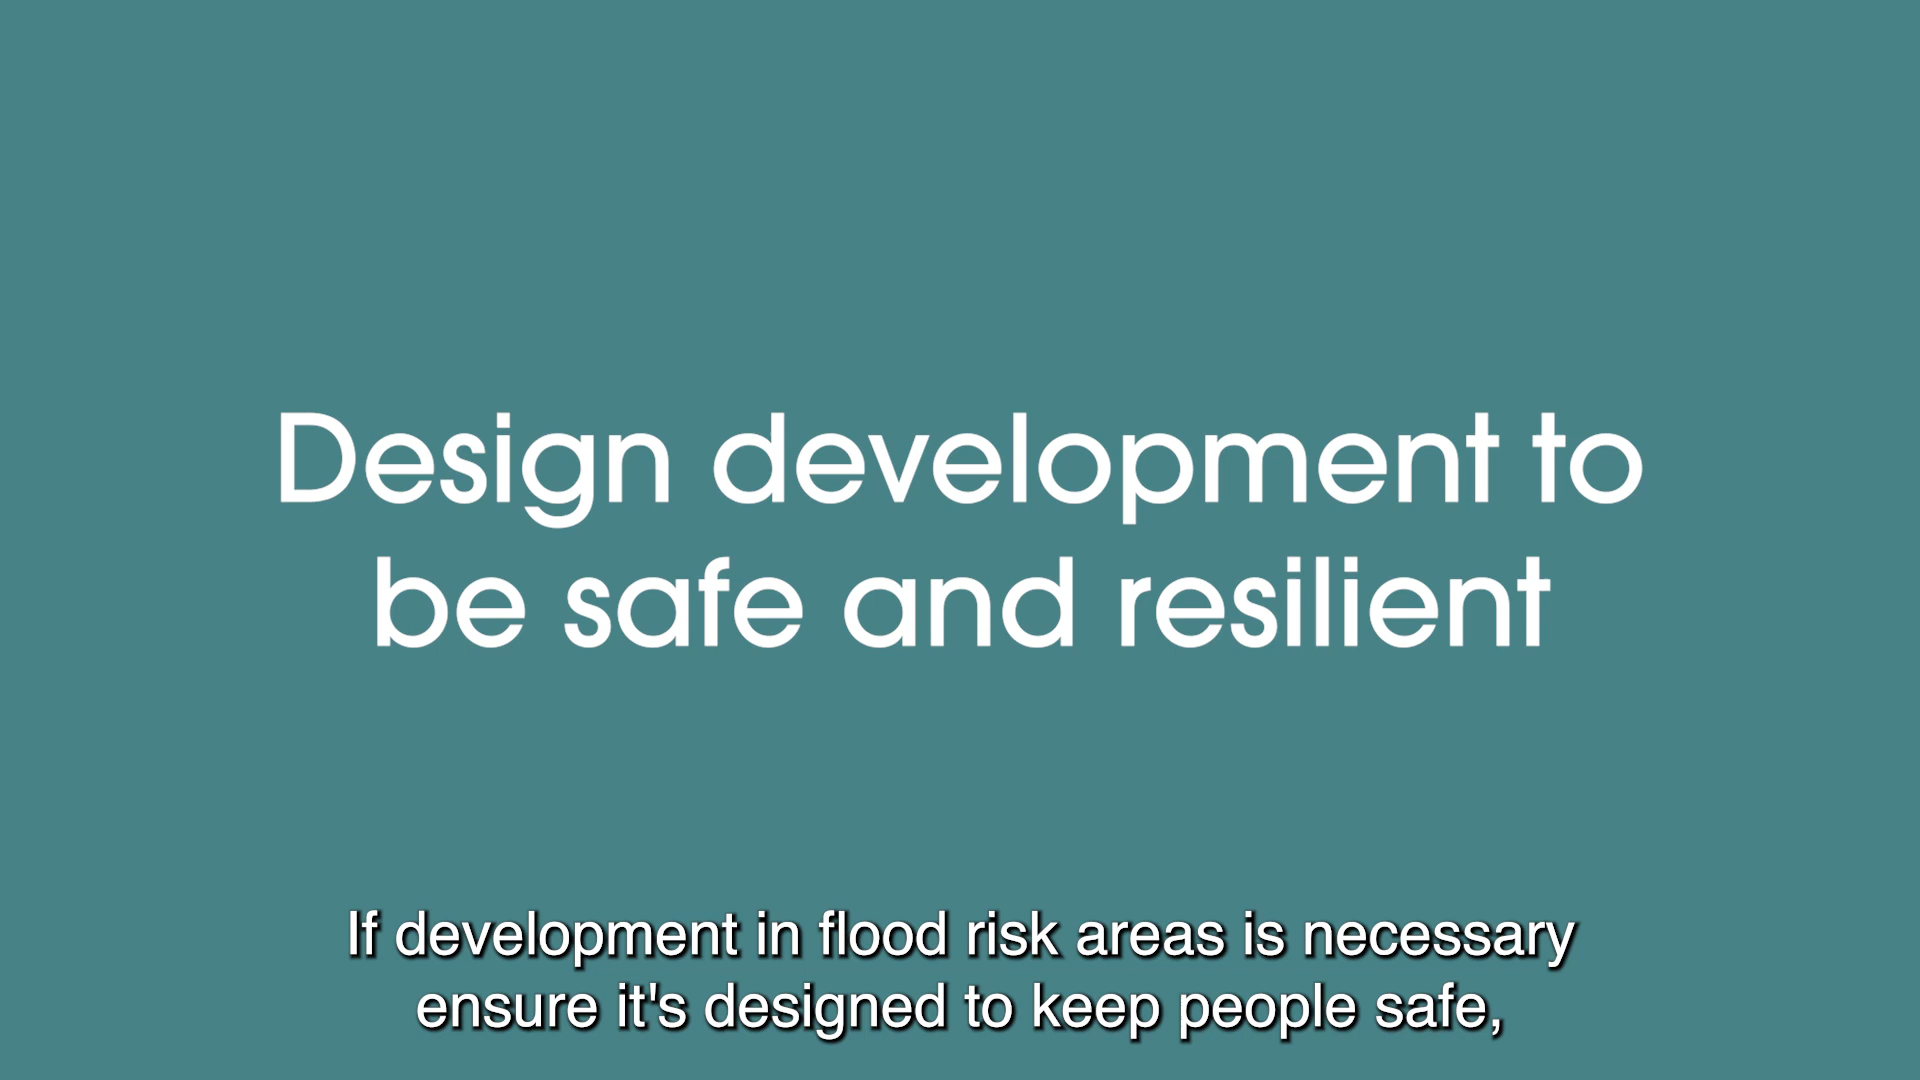 Design development to
be safe and resilient
If development in flood risk areas is necessary
ensure it's designed to keep people safe,